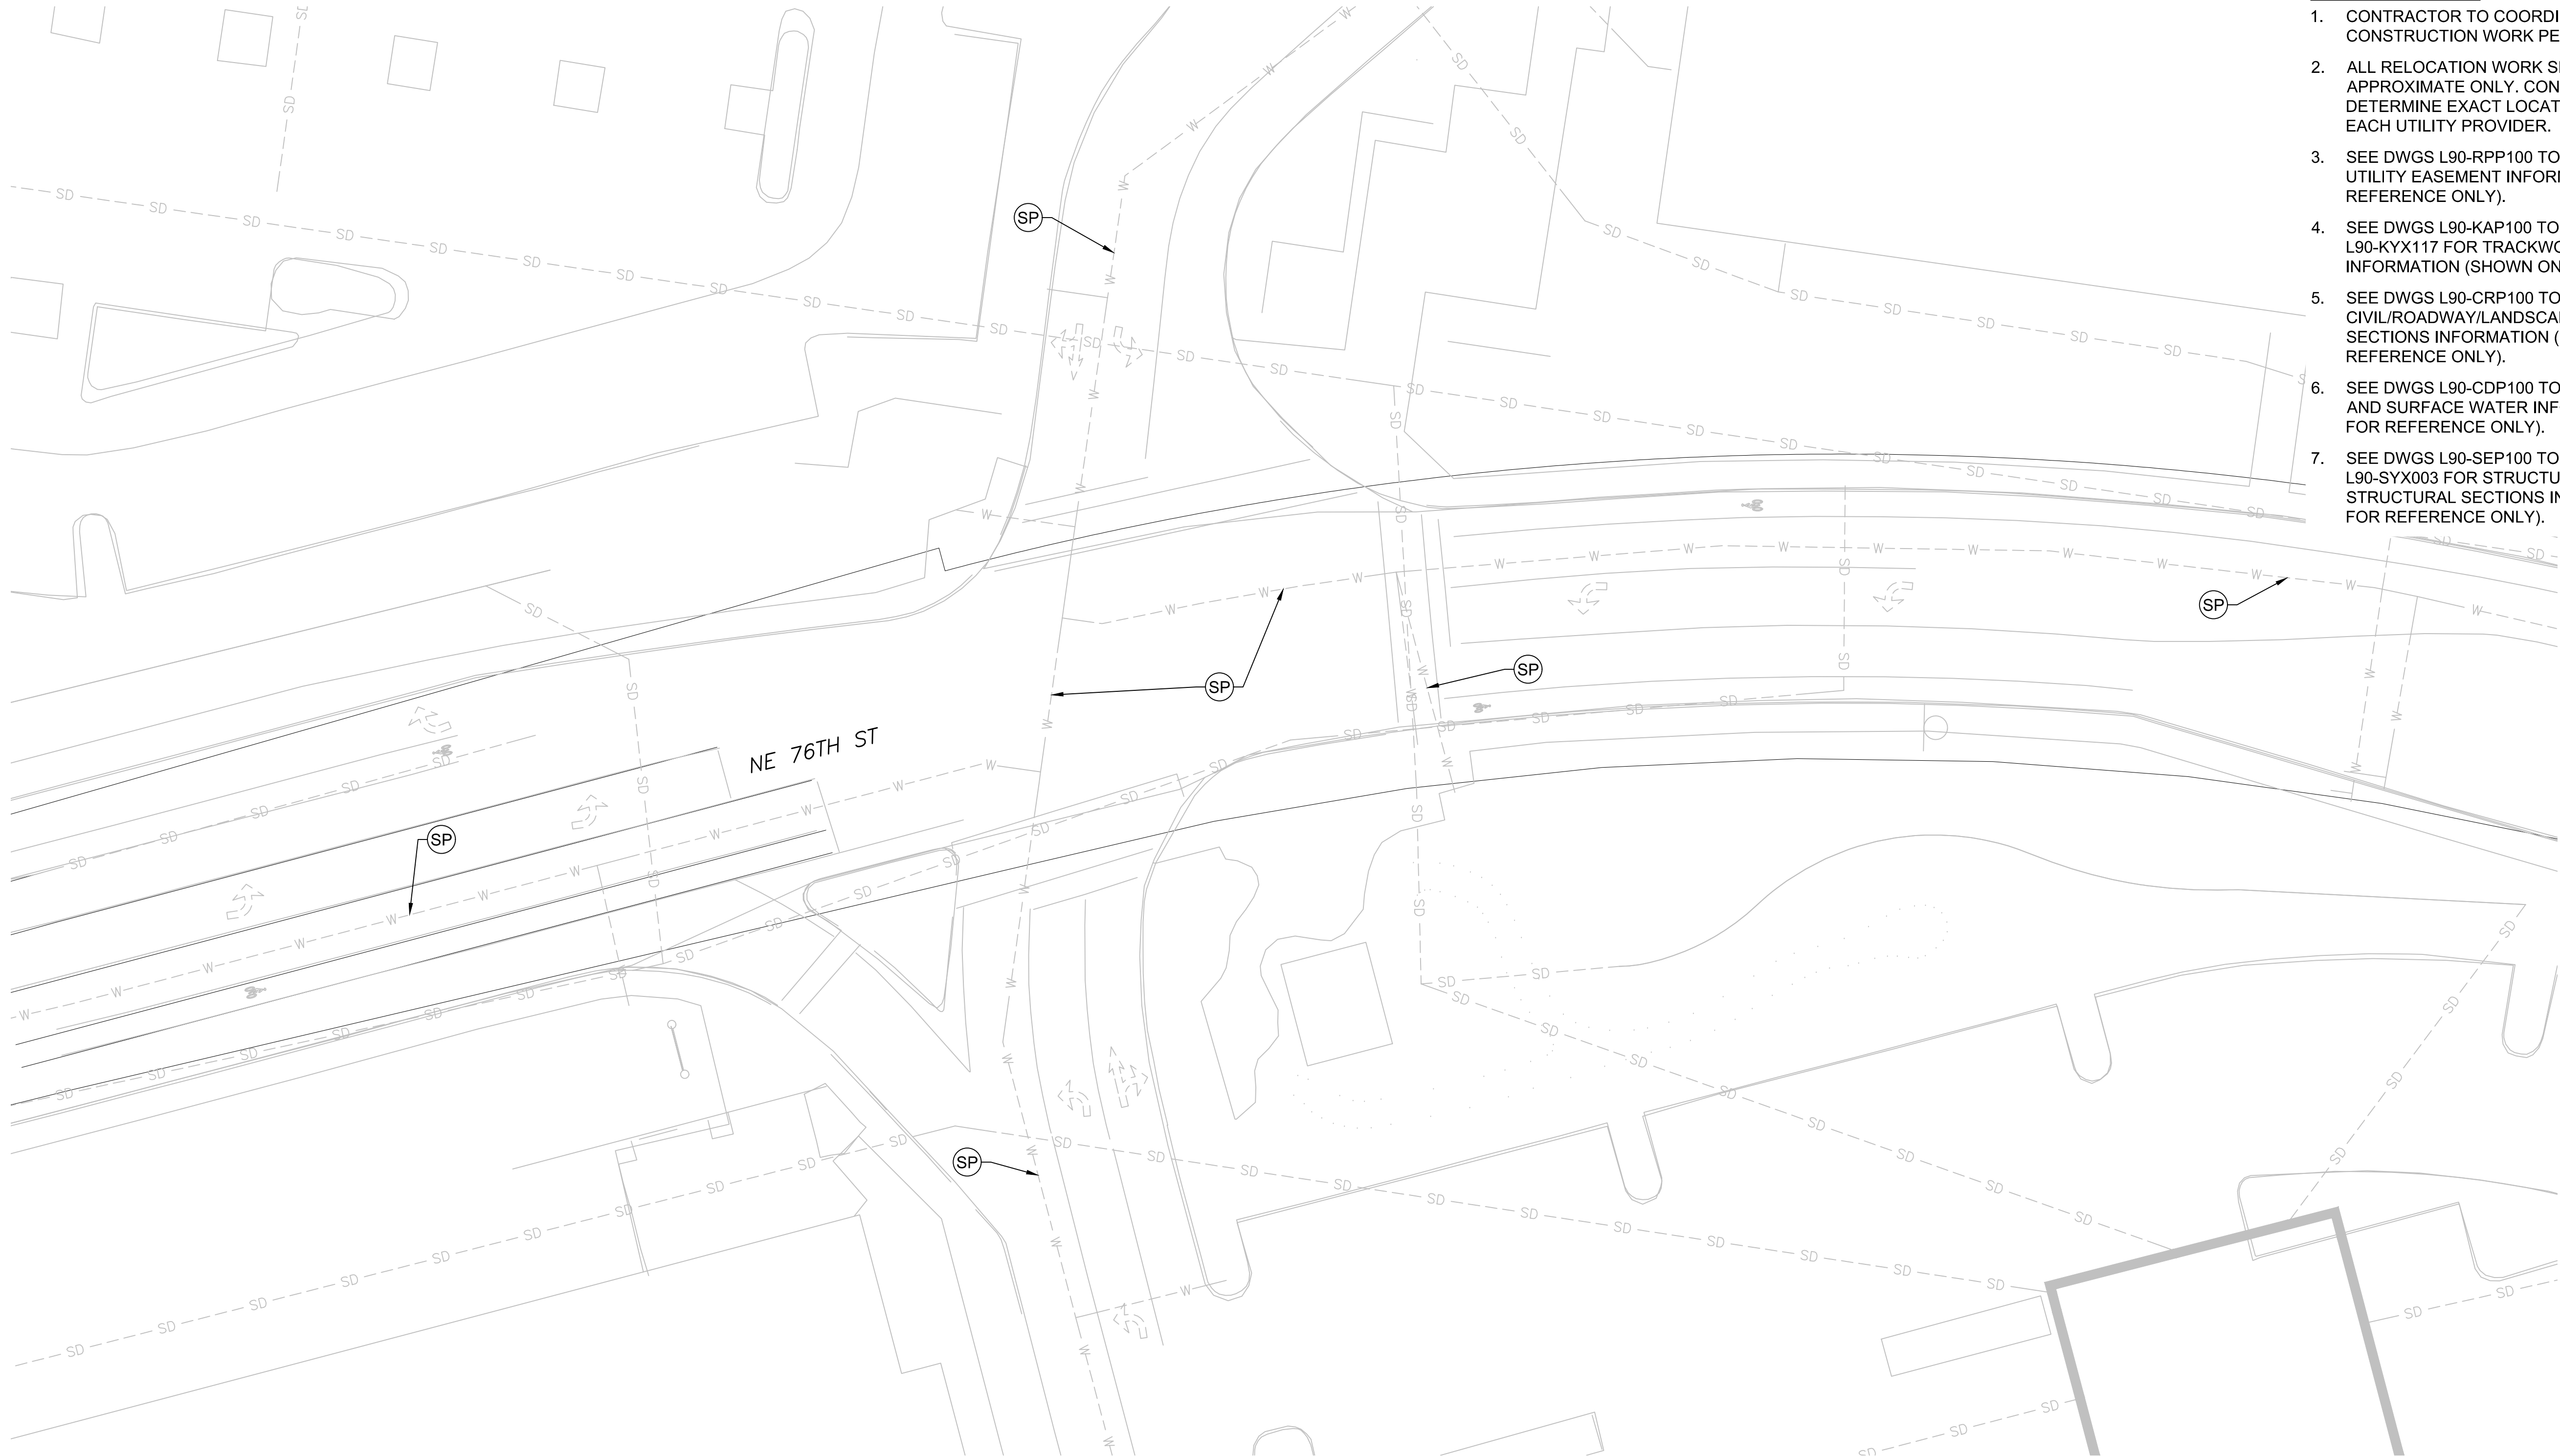 1. CONTRACTOR TO COORDI
CONSTRUCTION WORK PE
2. ALL RELOCATION WORK S
APPROXIMATE ONLY. CON
DETERMINE EXACT LOCAT
EACH UTILITY PROVIDER.
3. SEE DWGS L90-RPP100 TO
UTILITY EASEMENT INFOR
REFERENCE ONLY).
4. SEE DWGS L90-KAP100 TO
L90-KYX117 FOR TRACKWO
INFORMATION (SHOWN ON
5. SEE DWGS L90-CRP100 TO
CIVIL/ROADWAY/LANDSCA
SECTIONS INFORMATION (
REFERENCE ONLY).
6. SEE DWGS L90-CDP100 TO
AND SURFACE WATER INF
FOR REFERENCE ONLY).
7. SEE DWGS L90-SEP100 TO
L90-SYX003 FOR STRUCTU
STRUCTURAL SECTIONS IN
FOR REFERENCE ONLY).
SP
SP
SP
SP
NE 76TH ST
SP
SP